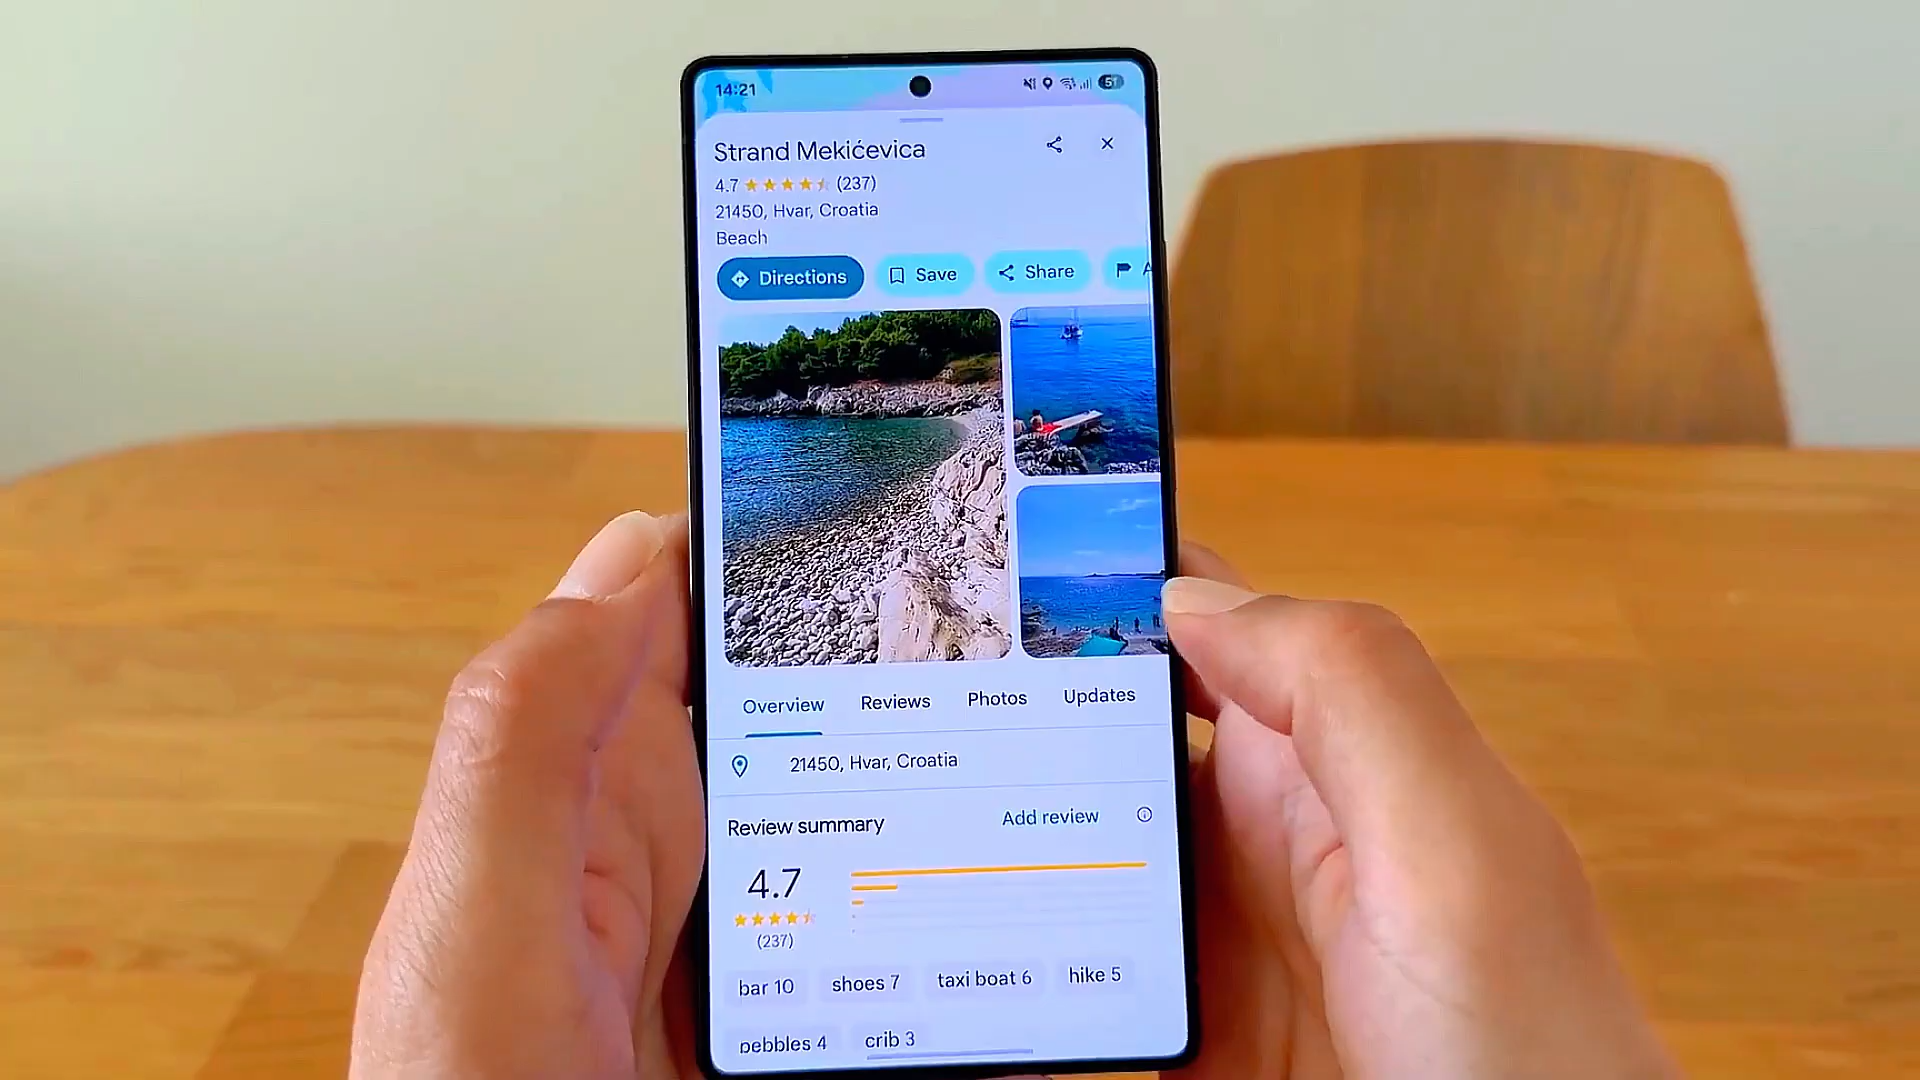 14:21
51
Strand Mekićevica
4.7 (237)
21450, Hvar, Croatia
Beach
Directions Save Share A
Overview Reviews Photos Updates
21450, Hvar, Croatia
Review summary Add review
4.7
(237)
bar 10 shoes 7 taxi boat 6 hike 5
pebbles 4 crib 3